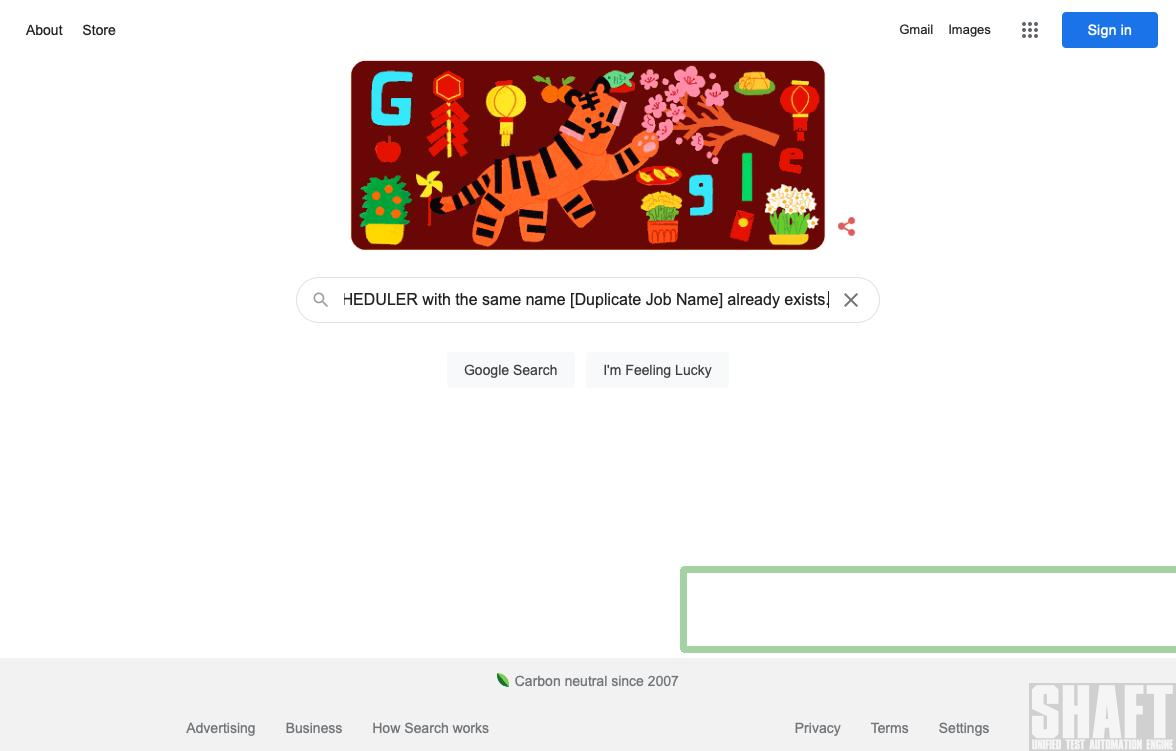 About Store
Gmail Images
Sign in
G g l e
HEDULER with the same name [Duplicate Job Name] already exists.
Google Search
I'm Feeling Lucky
Carbon neutral since 2007
Advertising Business How Search works
Privacy Terms Settings
SHAFT
UNIFIED TEST AUTOMATION ENGINE